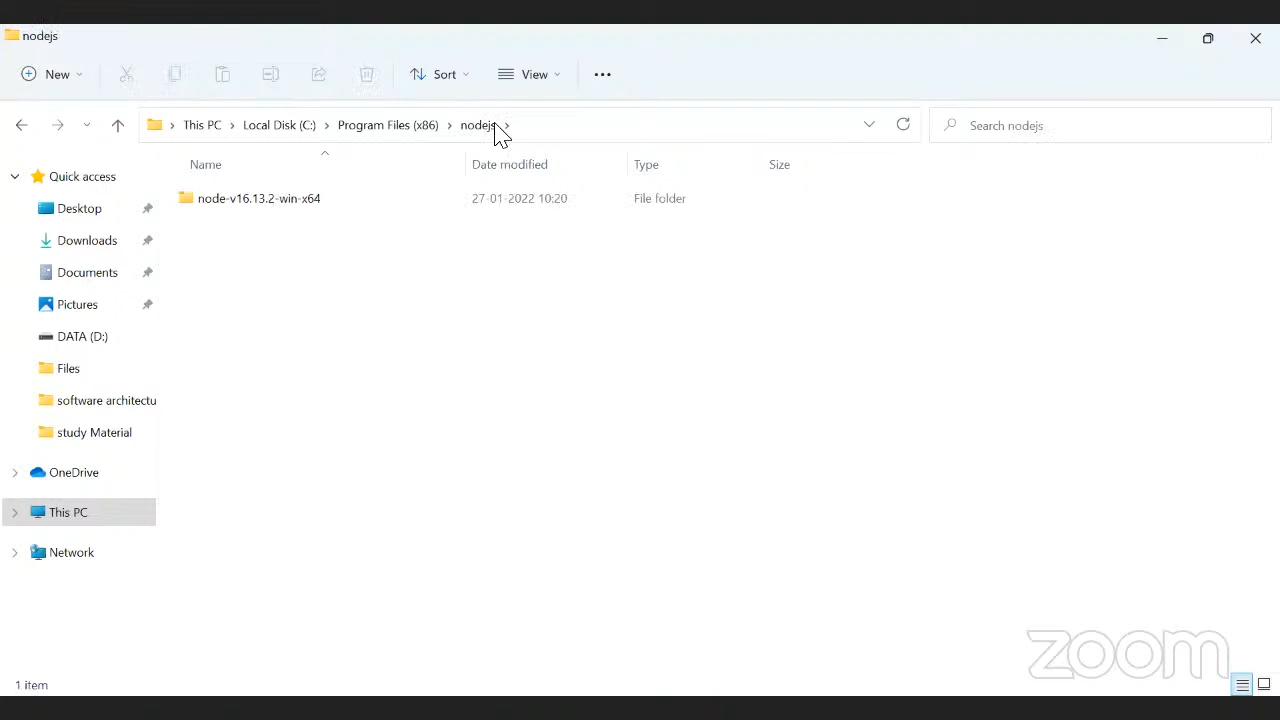 nodejs
New
Sort
View
This PC
Local Disk (C:)
Program Files (x86)
nodejs
Search nodejs
Name
Date modified
Type
Size
Quick access
node-v16.13.2-win-x64
27-01-2022 10:20
File folder
Desktop
Downloads
Documents
Pictures
DATA (D:)
Files
software architectu
study Material
OneDrive
This PC
Network
zoom
1 item